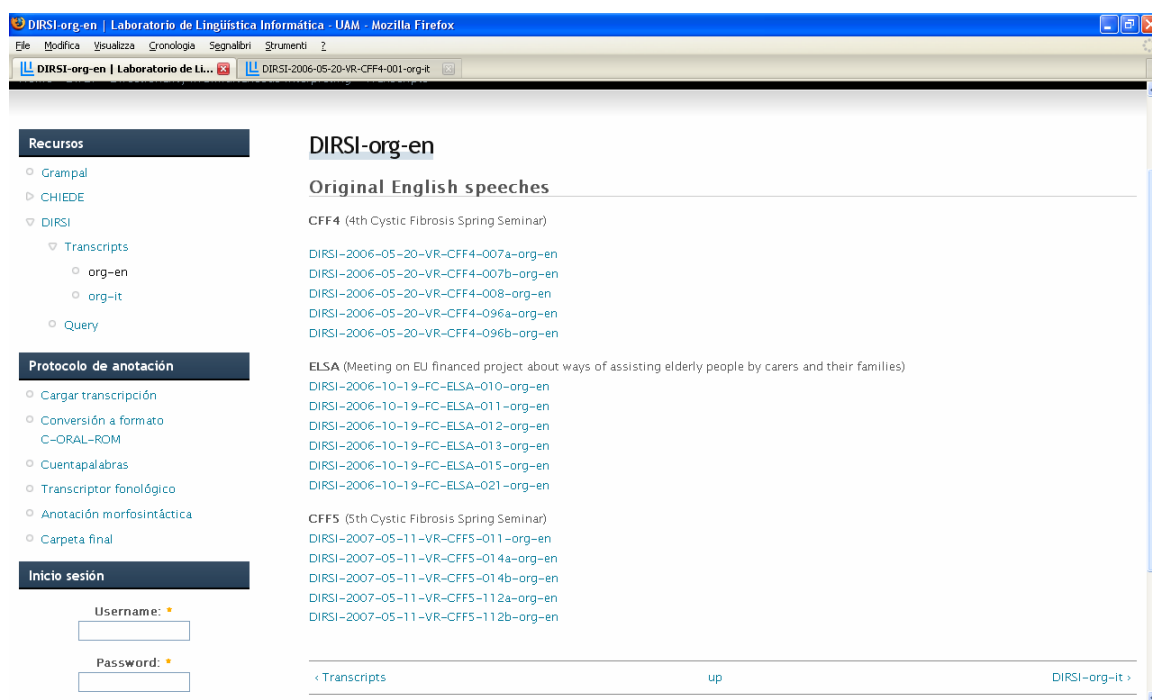 DIRSI-org-en | Laboratorio de Lingüística Informática - UAM - Mozilla Firefox
File Modifica Visualizza Cronologia Segnalibri Strumenti ?
DIRSI-org-en | Laboratorio de Li... DIRSI-2006-05-20-VR-CFF4-001-org-it
Recursos
Grampal
CHIEDE
DIRSI
Transcripts
org-en
org-it
Query
Protocolo de anotación
Cargar transcripción
Conversión a formato
C-ORAL-ROM
Cuentapalabras
Transcriptor fonológico
Anotación morfosintáctica
Carpeta final
Inicio sesión
Username: *
Password: *
DIRSI-org-en
Original English speeches
CFF4 (4th Cystic Fibrosis Spring Seminar)
DIRSI-2006-05-20-VR-CFF4-007a-org-en
DIRSI-2006-05-20-VR-CFF4-007b-org-en
DIRSI-2006-05-20-VR-CFF4-008-org-en
DIRSI-2006-05-20-VR-CFF4-096a-org-en
DIRSI-2006-05-20-VR-CFF4-096b-org-en
ELSA (Meeting on EU financed project about ways of assisting elderly people by carers and their families)
DIRSI-2006-10-19-FC-ELSA-010-org-en
DIRSI-2006-10-19-FC-ELSA-011-org-en
DIRSI-2006-10-19-FC-ELSA-012-org-en
DIRSI-2006-10-19-FC-ELSA-013-org-en
DIRSI-2006-10-19-FC-ELSA-015-org-en
DIRSI-2006-10-19-FC-ELSA-021-org-en
CFF5 (5th Cystic Fibrosis Spring Seminar)
DIRSI-2007-05-11-VR-CFF5-011-org-en
DIRSI-2007-05-11-VR-CFF5-014a-org-en
DIRSI-2007-05-11-VR-CFF5-014b-org-en
DIRSI-2007-05-11-VR-CFF5-112a-org-en
DIRSI-2007-05-11-VR-CFF5-112b-org-en
‹ Transcripts up DIRSI-org-it ›